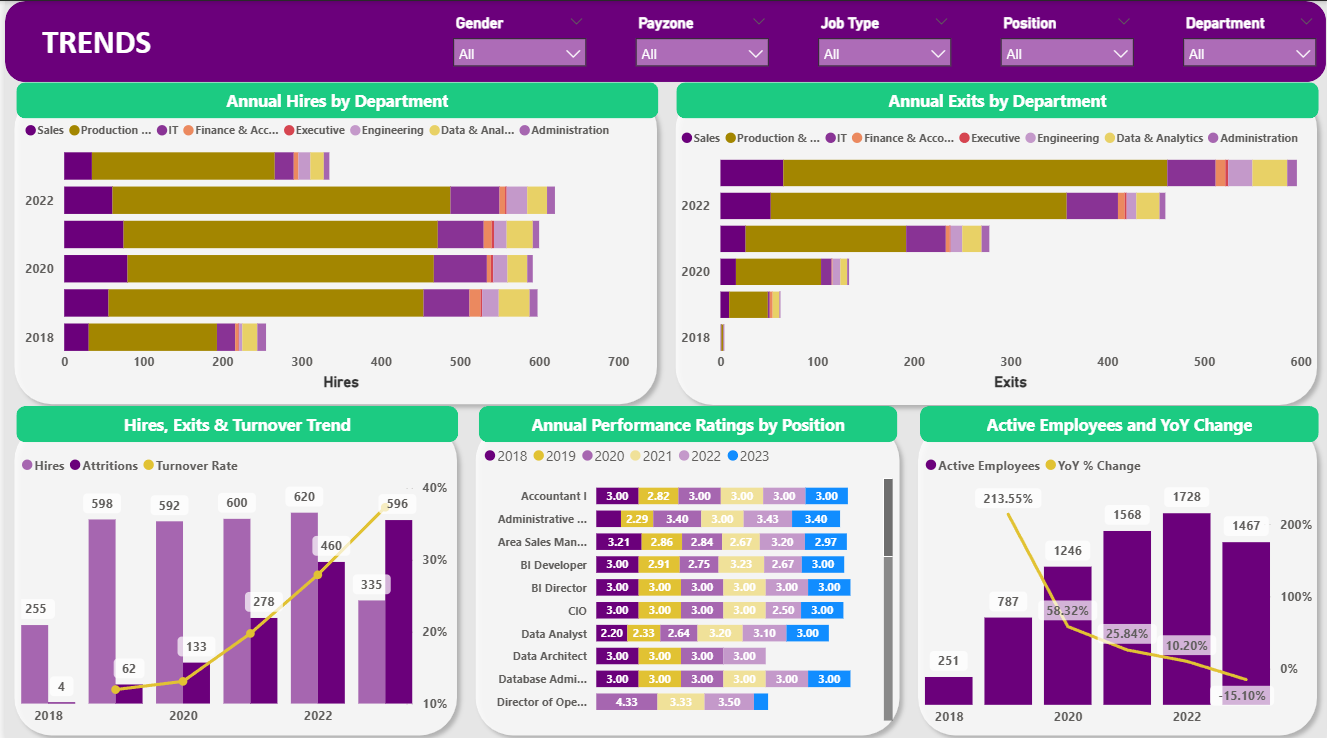 TRENDS
Gender
Payzone
Job Type
Position
Department
All
All
All
All
All
Annual Hires by Department
Sales Production ... IT Finance & Acc... Executive Engineering Data & Anal... Administration
2022
2020
2018
0 100 200 300 400 500 600 700
Hires
Annual Exits by Department
Sales Production & ... IT Finance & Acco... Executive Engineering Data & Analytics Administration
2022
2020
2018
0 100 200 300 400 500 600
Exits
Hires, Exits & Turnover Trend
Hires Attritions Turnover Rate
40%
30%
20%
10%
255
4
598
62
592
133
600
278
620
460
335
596
2018 2020 2022
Annual Performance Ratings by Position
2018 2019 2020 2021 2022 2023
Accountant I 3.00 2.82 3.00 3.00 3.00 3.00
Administrative ... 2.29 3.40 3.00 3.43 3.40
Area Sales Man... 3.21 2.86 2.84 2.67 3.20 2.97
BI Developer 3.00 2.91 2.75 3.23 2.67 3.00
BI Director 3.00 3.00 3.00 3.00 3.00 3.00
CIO 3.00 3.00 3.00 3.00 2.50 3.00
Data Analyst 2.20 2.33 2.64 3.20 3.10 3.00
Data Architect 3.00 3.00 3.00 3.00
Database Admi... 3.00 3.00 3.00 3.00 3.00 3.00
Director of Ope... 4.33 3.33 3.50
Active Employees and YoY Change
Active Employees YoY % Change
200%
100%
0%
251
787
1246
1568
1728
1467
213.55%
58.32%
25.84%
10.20%
-15.10%
2018 2020 2022